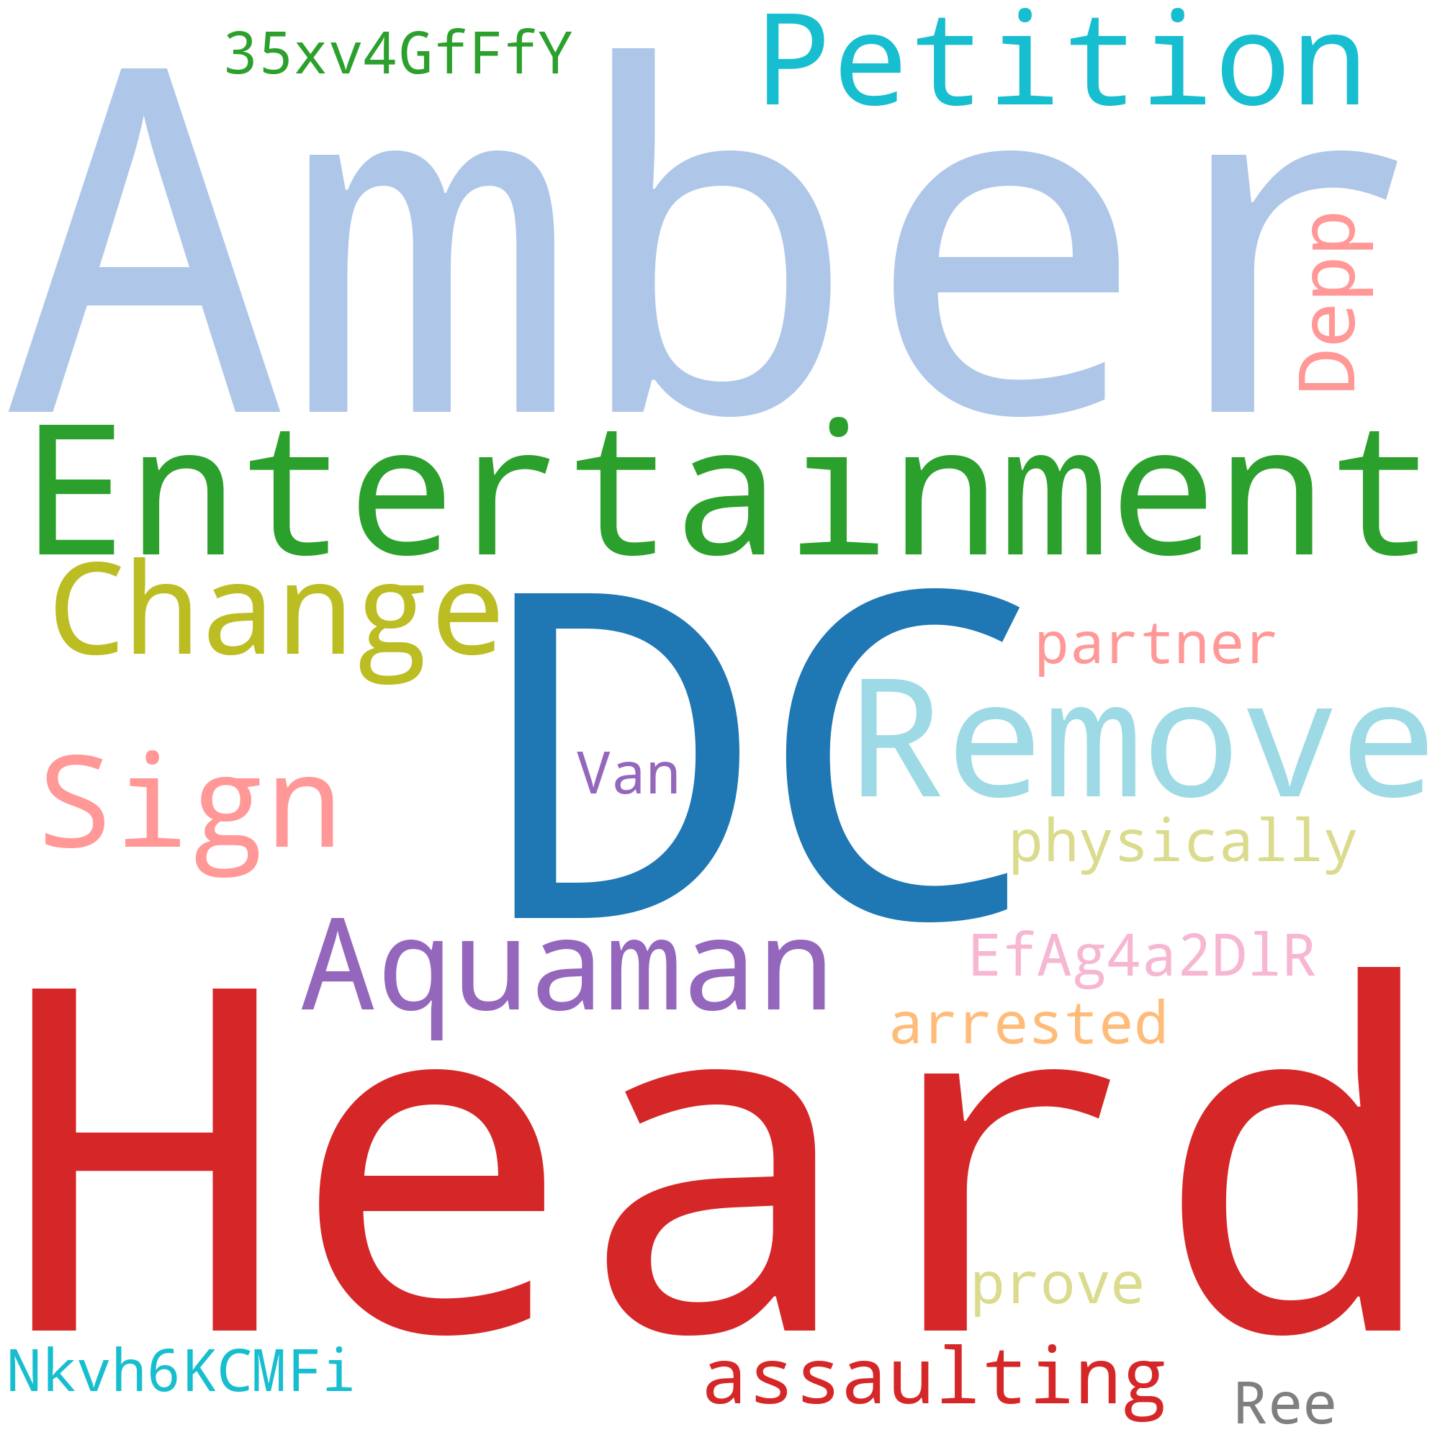 35xv4GfFfY
Petition
Amber
Depp
Entertainment
Change
DC
partner
Remove
Van
Sign
physically
Aquaman
EfAg4a2DlR
arrested
Heard
prove
Nkvh6KCMFi
assaulting
Ree